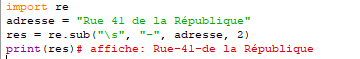 import re
adresse = "Rue 41 de la République"
res = re.sub("\s", "-", adresse, 2)
print(res)# affiche: Rue-41-de la République